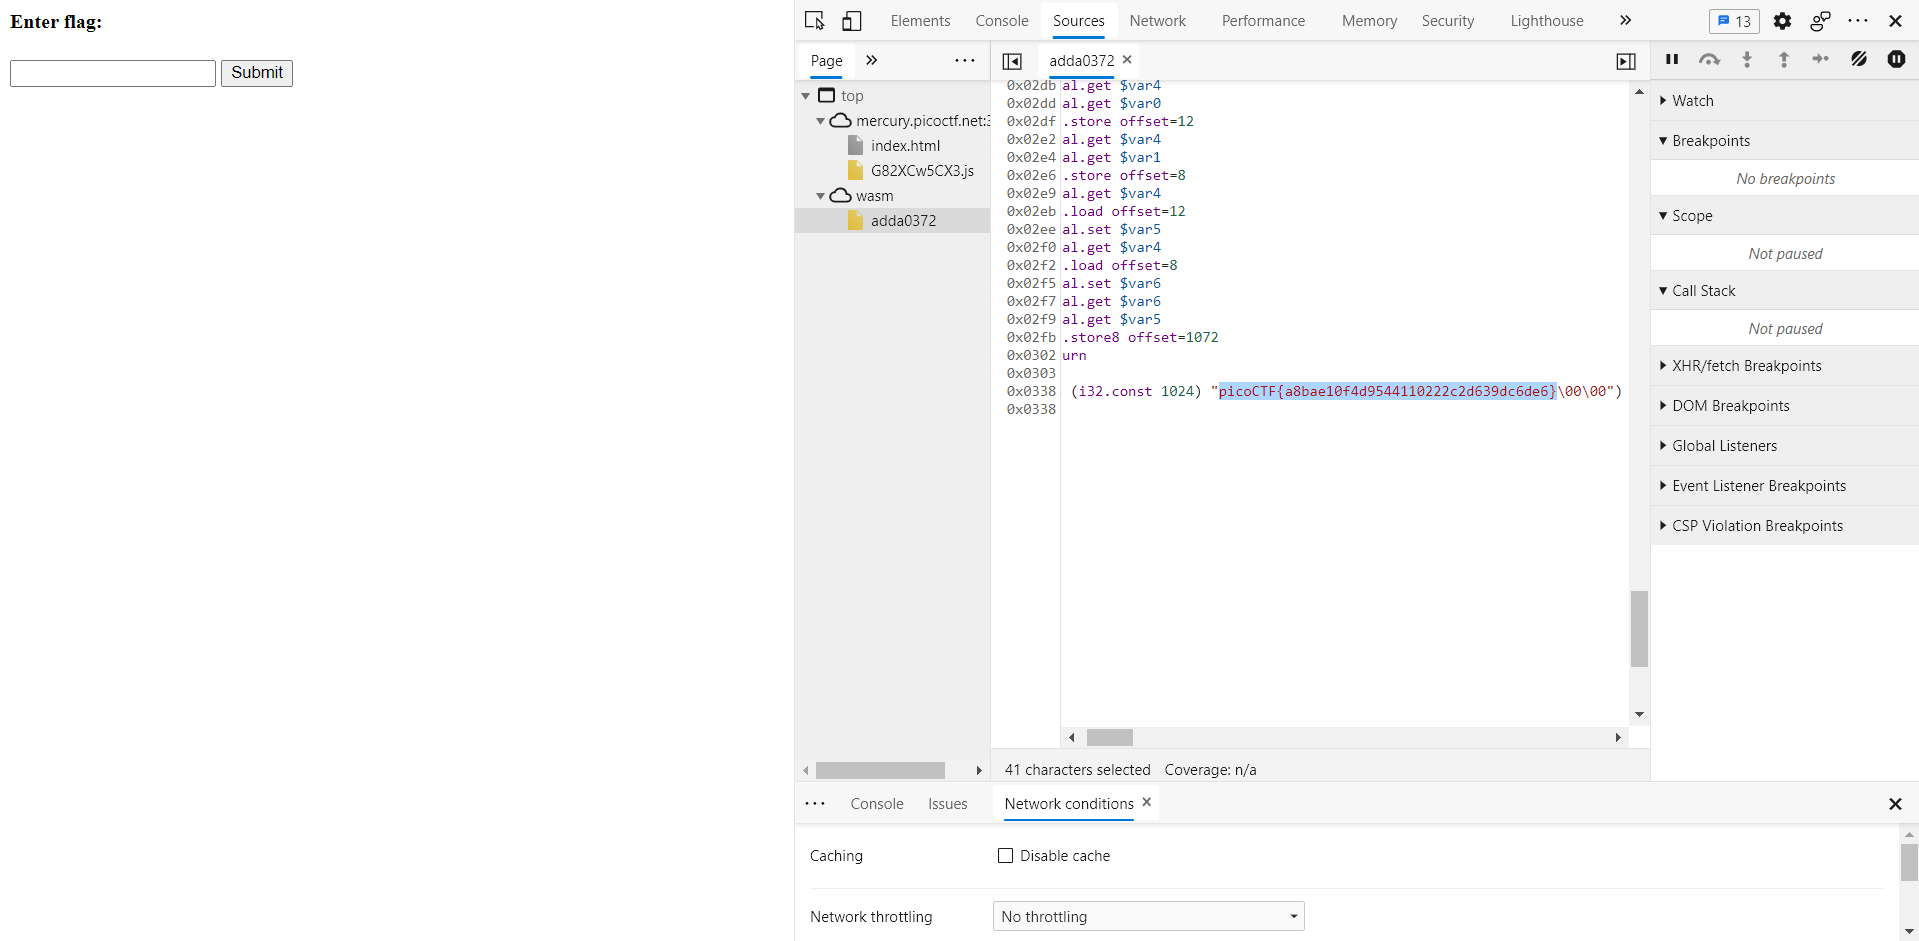 Enter flag:
Submit
Elements Console Sources Network Performance Memory Security Lighthouse 13
Page
adda0372
top
mercury.picoctf.net:3
index.html
G82XCw5CX3.js
wasm
adda0372
0x02db al.get $var4
0x02dd al.get $var0
0x02df .store offset=12
0x02e2 al.get $var4
0x02e4 al.get $var1
0x02e6 .store offset=8
0x02e9 al.get $var4
0x02eb .load offset=12
0x02ee al.set $var5
0x02f0 al.get $var4
0x02f2 .load offset=8
0x02f5 al.set $var6
0x02f7 al.get $var6
0x02f9 al.get $var5
0x02fb .store8 offset=1072
0x0302 urn
0x0303
0x0338 (i32.const 1024) "picoCTF{a8bae10f4d9544110222c2d639dc6de6}\00\00")
0x0338
41 characters selected Coverage: n/a
Watch
Breakpoints
No breakpoints
Scope
Not paused
Call Stack
Not paused
XHR/fetch Breakpoints
DOM Breakpoints
Global Listeners
Event Listener Breakpoints
CSP Violation Breakpoints
Console Issues Network conditions
Caching Disable cache
Network throttling No throttling